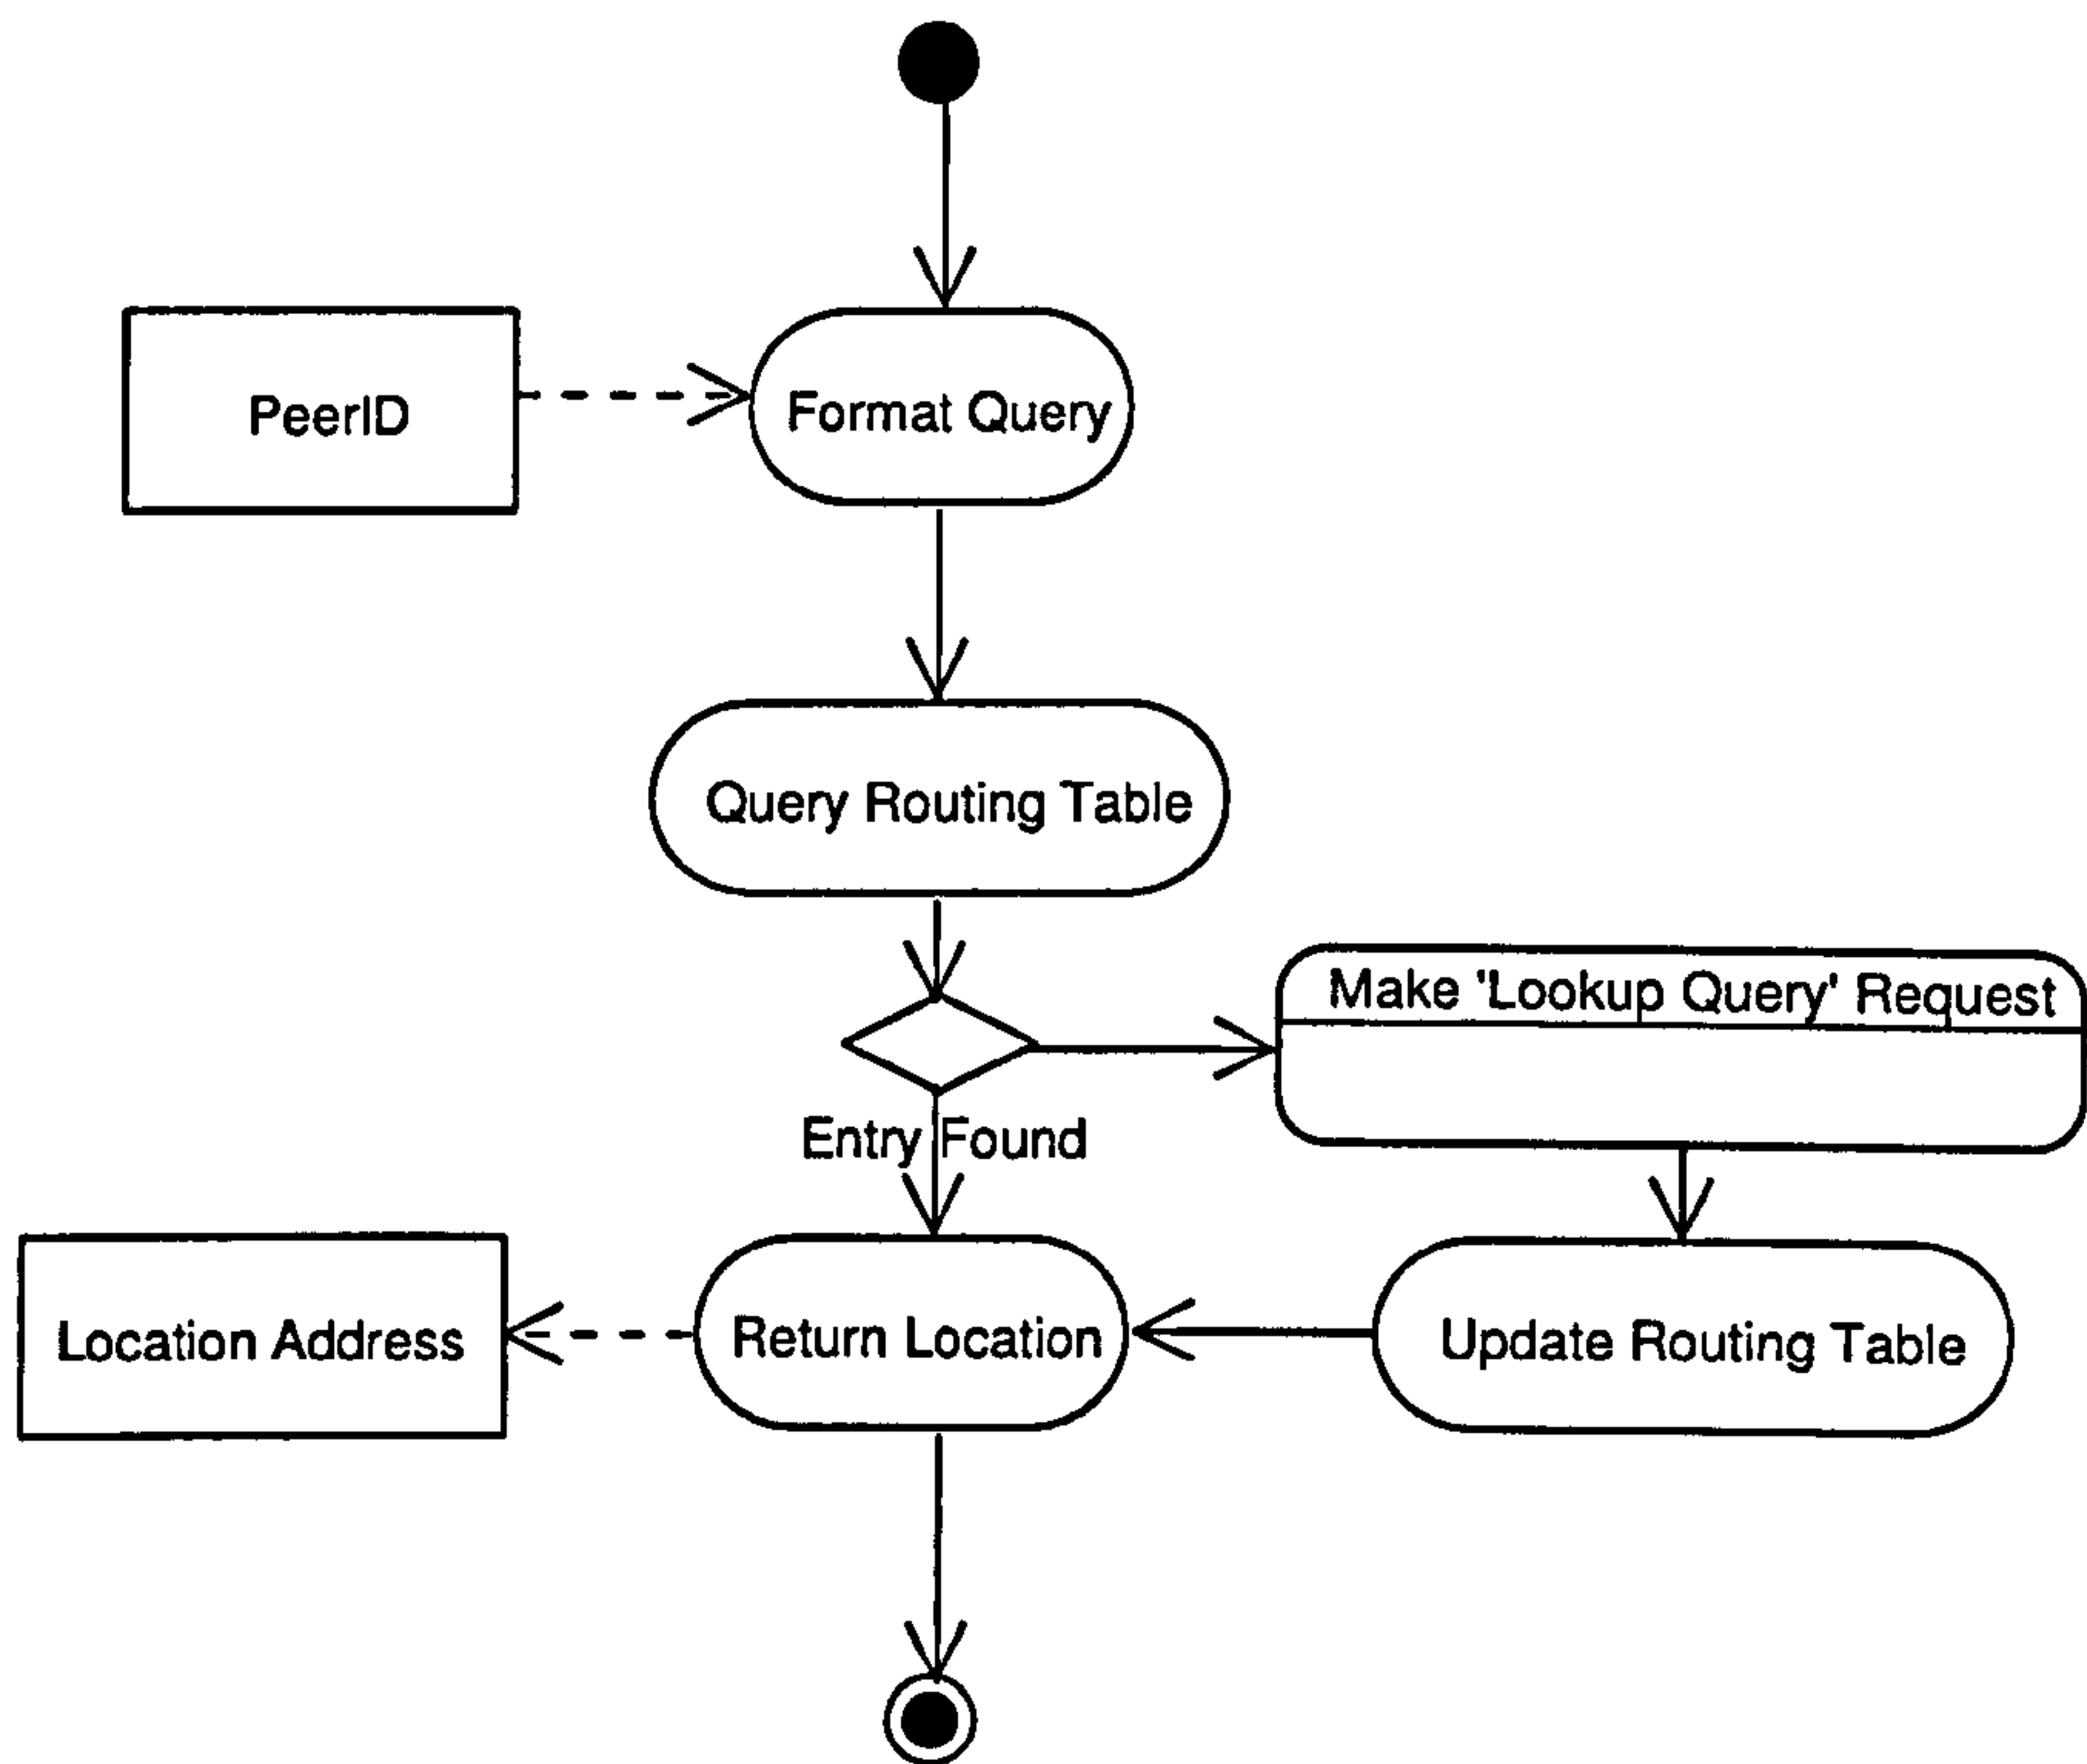 PeerID
Format Query
Query Routing Table
Make 'Lookup Query' Request
Entry Found
Location Address
Return Location
Update Routing Table